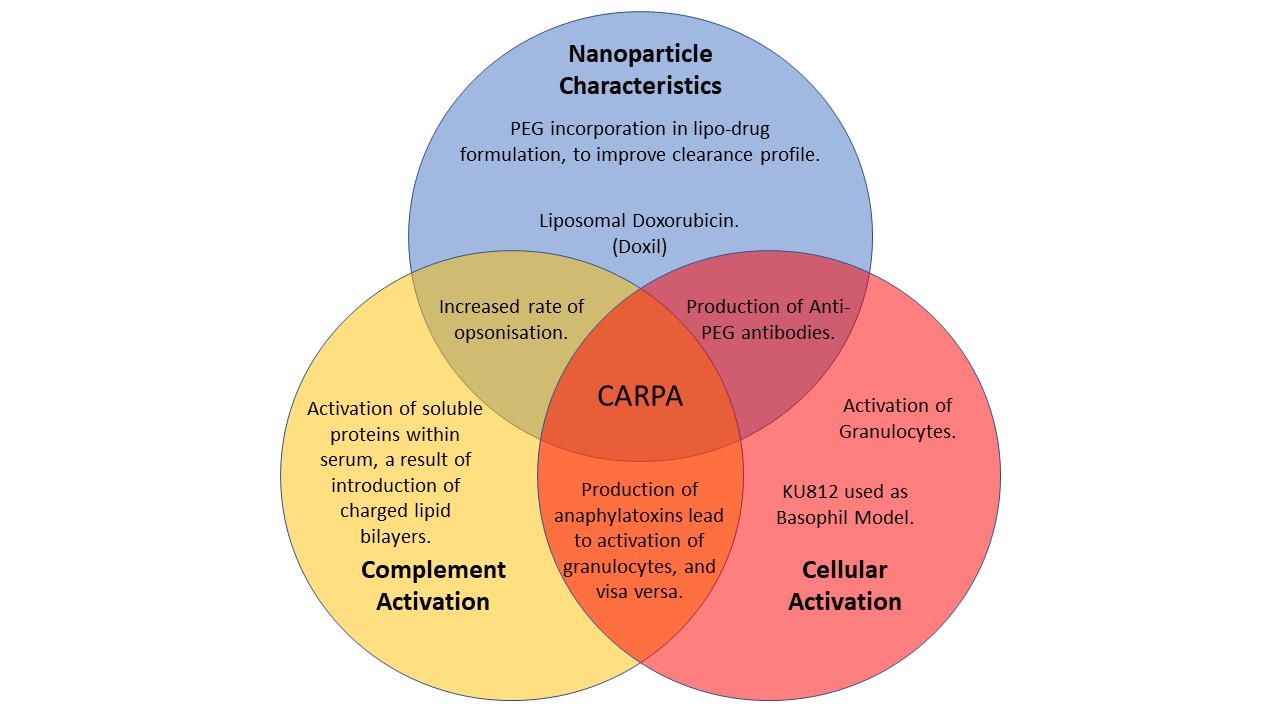 Nanoparticle
Characteristics
PEG incorporation in lipo-drug
formulation, to improve clearance profile.
Liposomal Doxorubicin.
(Doxil)
Increased rate of
opsonisation.
Production of Anti-
PEG antibodies.
CARPA
Activation of soluble
proteins within
serum, a result of
introduction of
charged lipid
bilayers.
Complement
Activation
Production of
anaphylatoxins lead
to activation of
granulocytes, and
visa versa.
Activation of
Granulocytes.
KU812 used as
Basophil Model.
Cellular
Activation